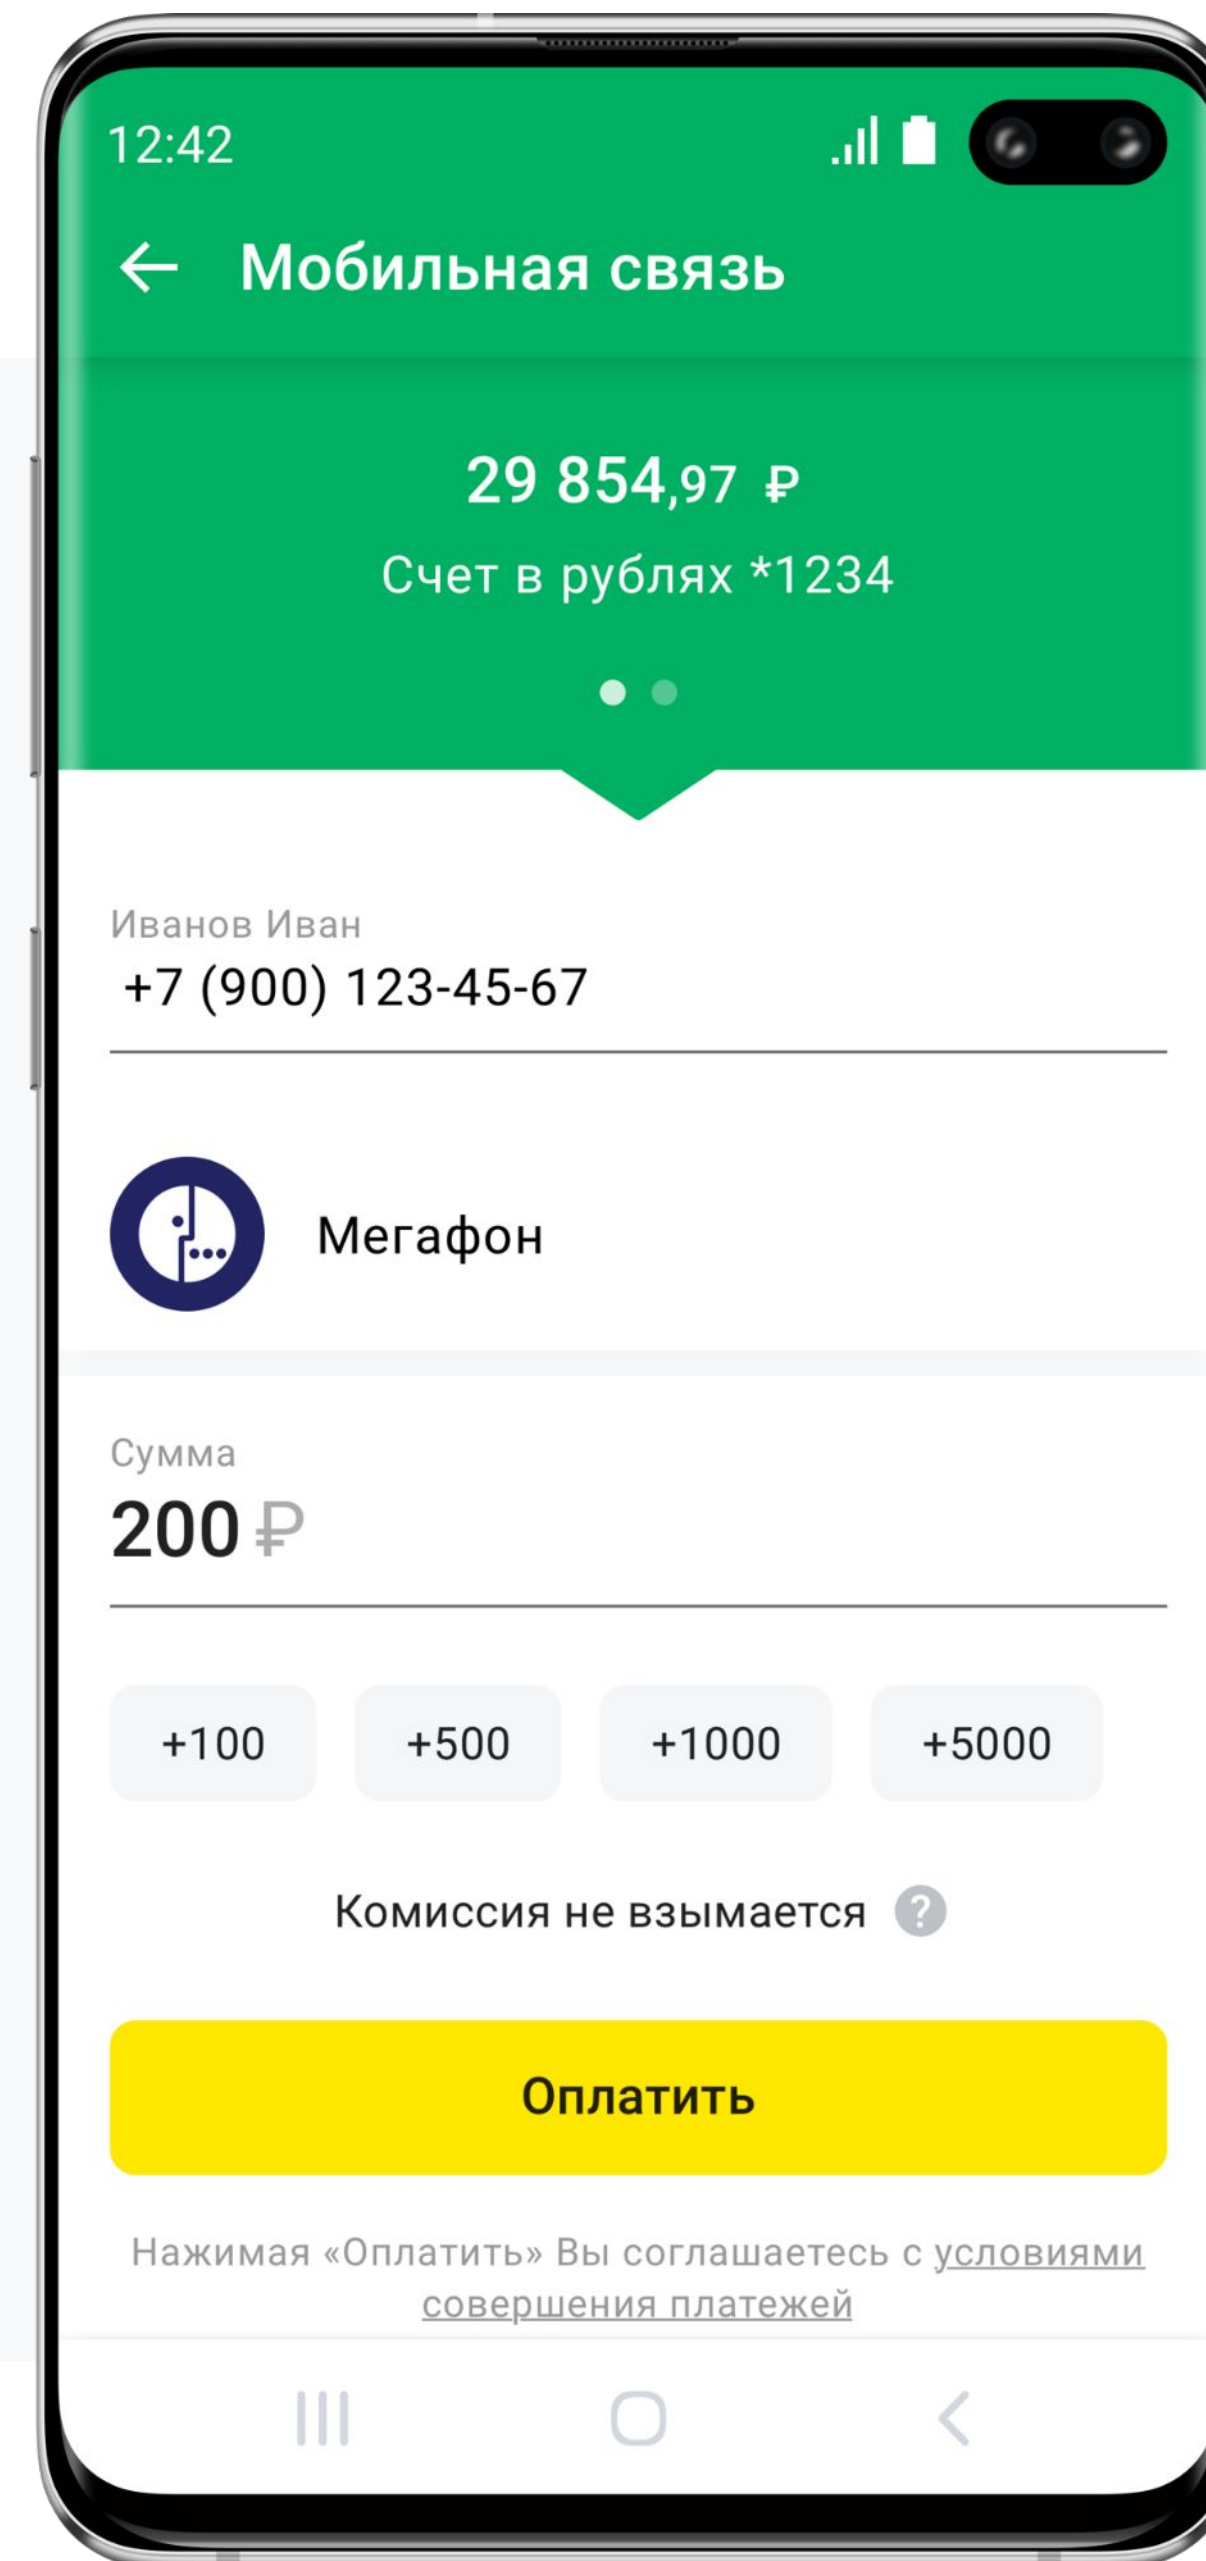 12:42
Мобильная связь
29 854,97 ₽
Счет в рублях *1234
Иванов Иван
+7 (900) 123-45-67
Мегафон
Сумма
200 ₽
+100 +500 +1000 +5000
Комиссия не взымается ?
Оплатить
Нажимая «Оплатить» Вы соглашаетесь с условиями
совершения платежей